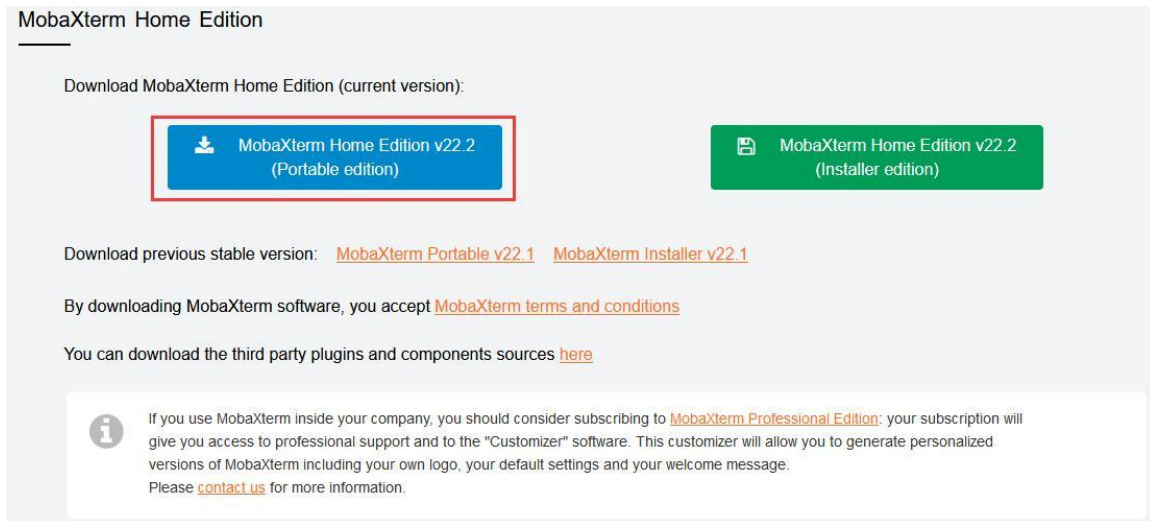 MobaXterm Home Edition
Download MobaXterm Home Edition (current version):
MobaXterm Home Edition v22.2
(Portable edition)
MobaXterm Home Edition v22.2
(Installer edition)
Download previous stable version: MobaXterm Portable v22.1 MobaXterm Installer v22.1
By downloading MobaXterm software, you accept MobaXterm terms and conditions
You can download the third party plugins and components sources here
If you use MobaXterm inside your company, you should consider subscribing to MobaXterm Professional Edition: your subscription will
give you access to professional support and to the "Customizer" software. This customizer will allow you to generate personalized
versions of MobaXterm including your own logo, your default settings and your welcome message.
Please contact us for more information.